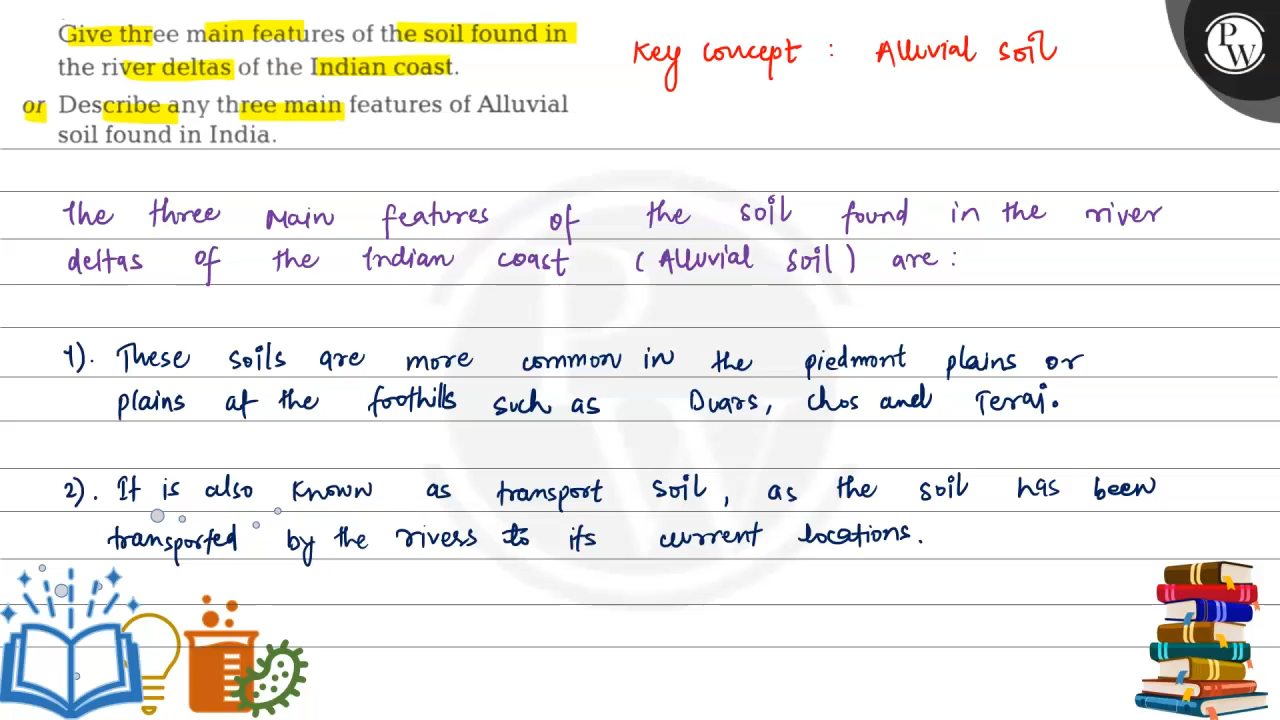 Give three main features of the soil found in
the river deltas of the Indian coast.
or Describe any three main features of Alluvial
soil found in India.
Key concept : Alluvial soil
PW
The three Main features of the soil found in the river
deltas of the Indian coast (Alluvial soil) are:
1). These soils are more common in the piedmont plains or
plains at the foothills such as Duars, chos and Terai.
2). It is also known as transport soil, as the soil has been
transported by the rivers to its current locations.